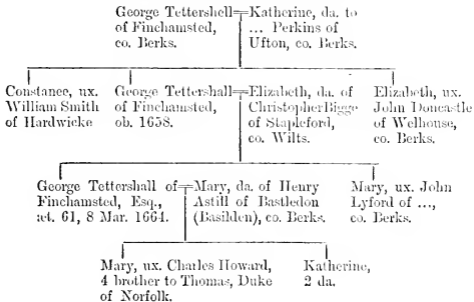 George Tettershell=Katherine, da. to
of Finchamsted, ... Perkins of
co. Berks. Ufton, co. Berks.
Constance, ux. George Tettershall=Elizabeth, da. of Elizabeth, ux.
William Smith of Finchamsted, Christopher Bigge John Doncastle
of Hardwicke ob. 1658. of Stapleford, of Welhouse,
co. Wilts. co. Berks.
George Tettershall of=Mary, da. of Henry Mary, ux. John
Finchamsted, Esq., Astill of Bastledon Lyford of ...,
æt. 61, 8 Mar. 1664. (Basilden), co. Berks. co. Berks.
Mary, ux. Charles Howard, Katherine,
4 brother to Thomas, Duke 2 da.
of Norfolk.